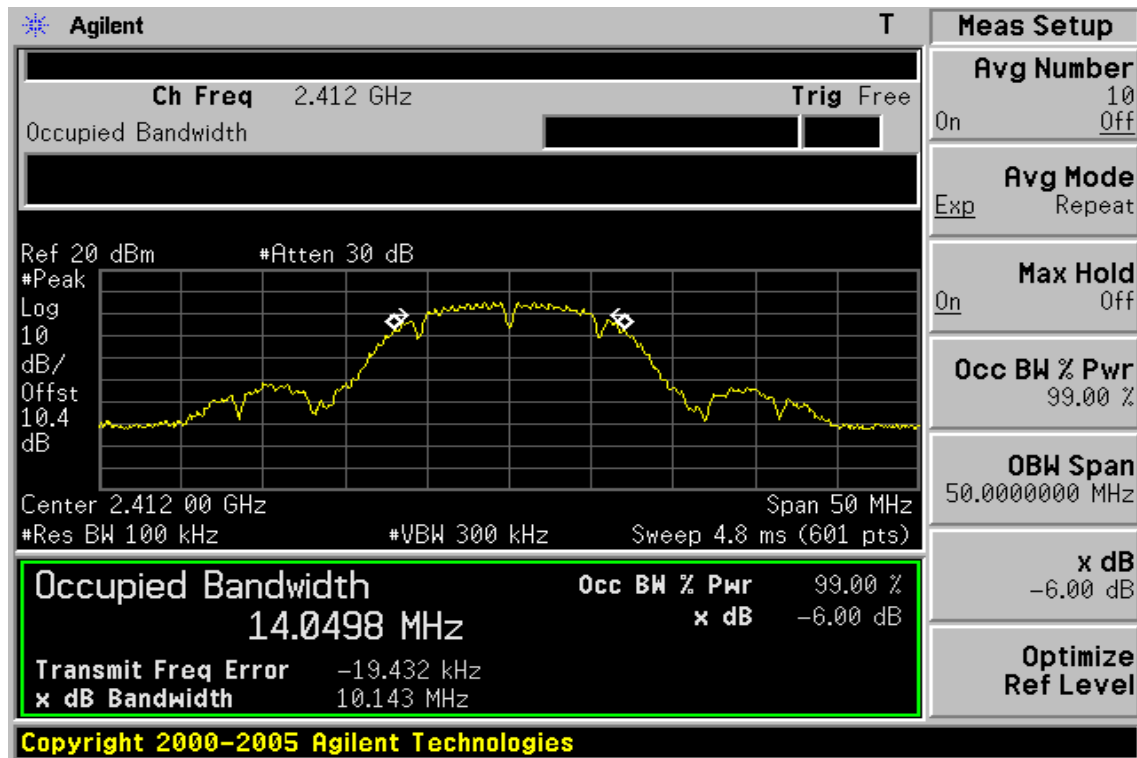 Agilent T
Ch Freq 2.412 GHz Trig Free
Occupied Bandwidth
Ref 20 dBm #Atten 30 dB
#Peak
Log
10
dB/
Offst
10.4
dB
Center 2.412 00 GHz Span 50 MHz
#Res BW 100 kHz #VBW 300 kHz Sweep 4.8 ms (601 pts)
Occupied Bandwidth Occ BW % Pwr 99.00 %
14.0498 MHz x dB -6.00 dB
Transmit Freq Error -19.432 kHz
x dB Bandwidth 10.143 MHz
Copyright 2000-2005 Agilent Technologies
Meas Setup
Avg Number
10
On Off
Avg Mode
Exp Repeat
Max Hold
On Off
Occ BW % Pwr
99.00 %
OBW Span
50.0000000 MHz
x dB
-6.00 dB
Optimize
Ref Level